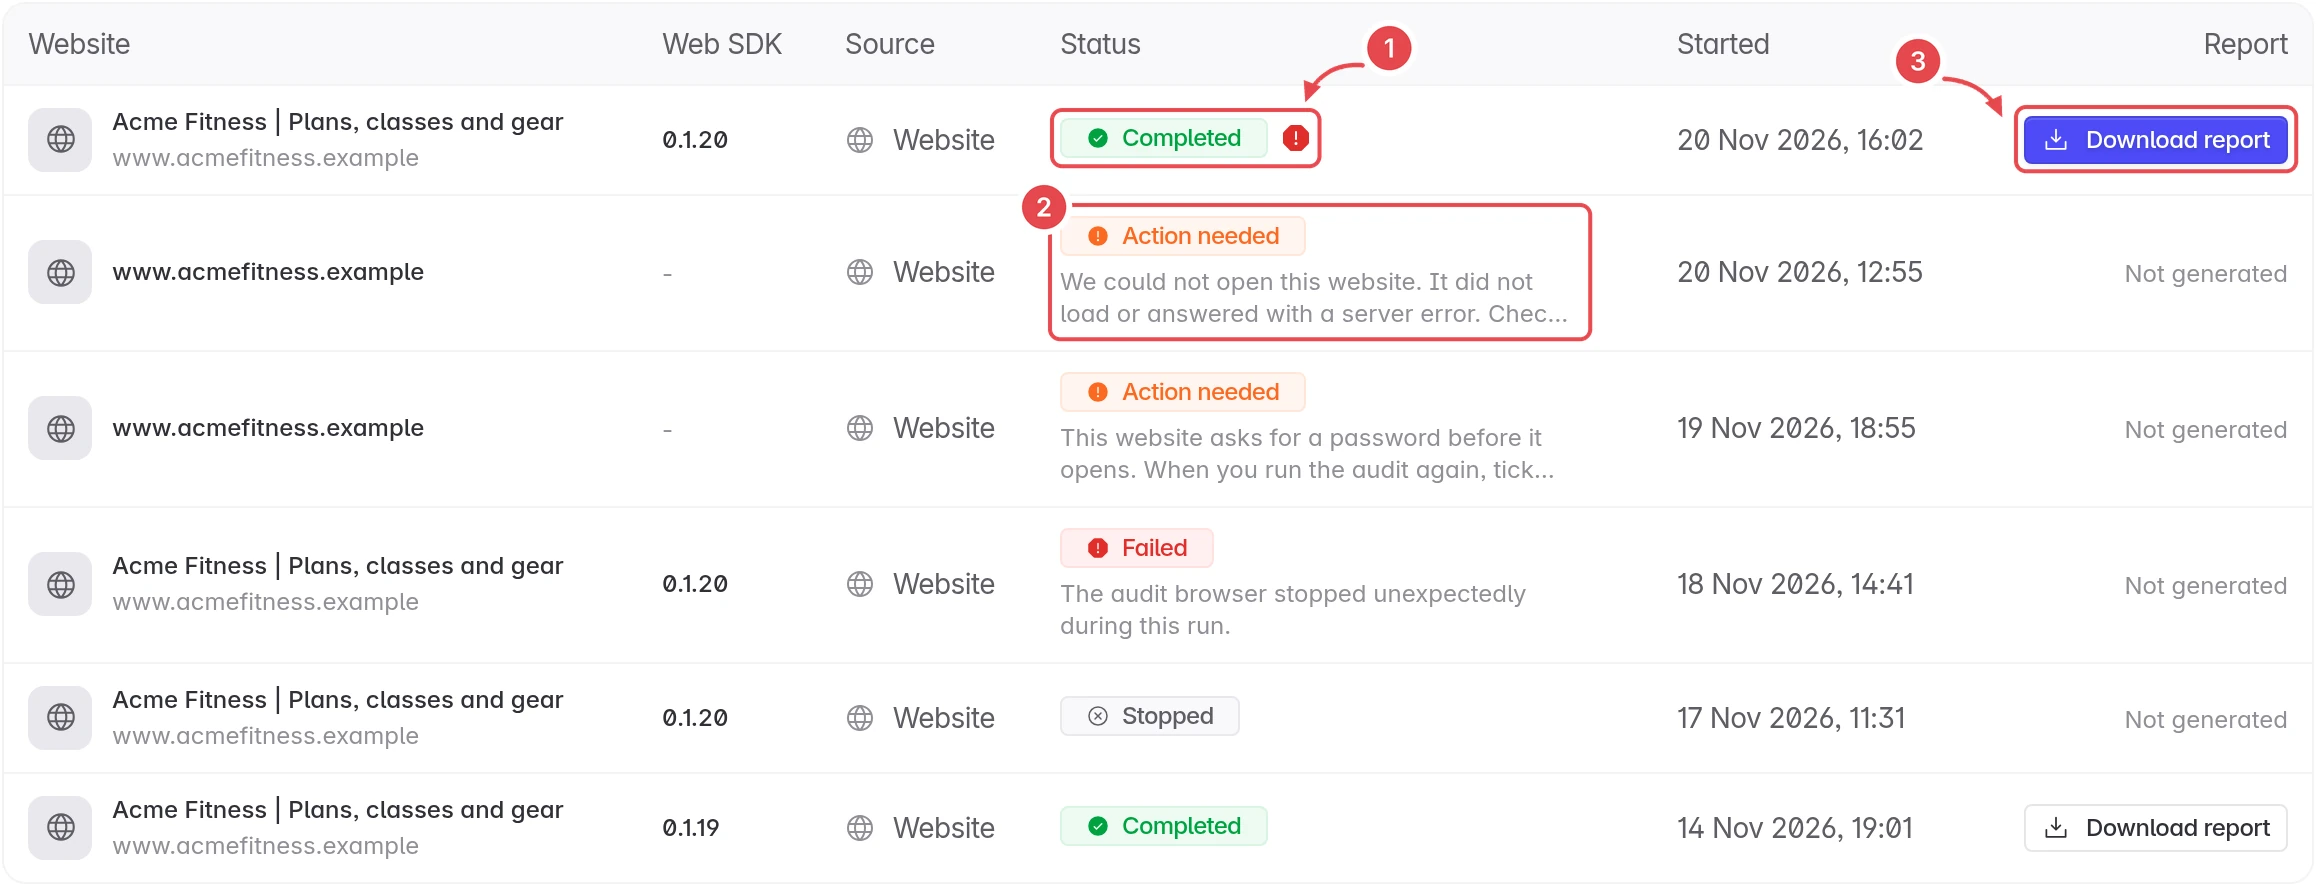 Website Web SDK Source Status Started Report
1
3
Acme Fitness | Plans, classes and gear
www.acmefitness.example
0.1.20
Website
Completed
20 Nov 2026, 16:02
Download report
2
www.acmefitness.example
-
Website
Action needed
We could not open this website. It did not
load or answered with a server error. Chec...
20 Nov 2026, 12:55
Not generated
www.acmefitness.example
-
Website
Action needed
This website asks for a password before it
opens. When you run the audit again, tick...
19 Nov 2026, 18:55
Not generated
Acme Fitness | Plans, classes and gear
www.acmefitness.example
0.1.20
Website
Failed
The audit browser stopped unexpectedly
during this run.
18 Nov 2026, 14:41
Not generated
Acme Fitness | Plans, classes and gear
www.acmefitness.example
0.1.20
Website
Stopped
17 Nov 2026, 11:31
Not generated
Acme Fitness | Plans, classes and gear
www.acmefitness.example
0.1.19
Website
Completed
14 Nov 2026, 19:01
Download report